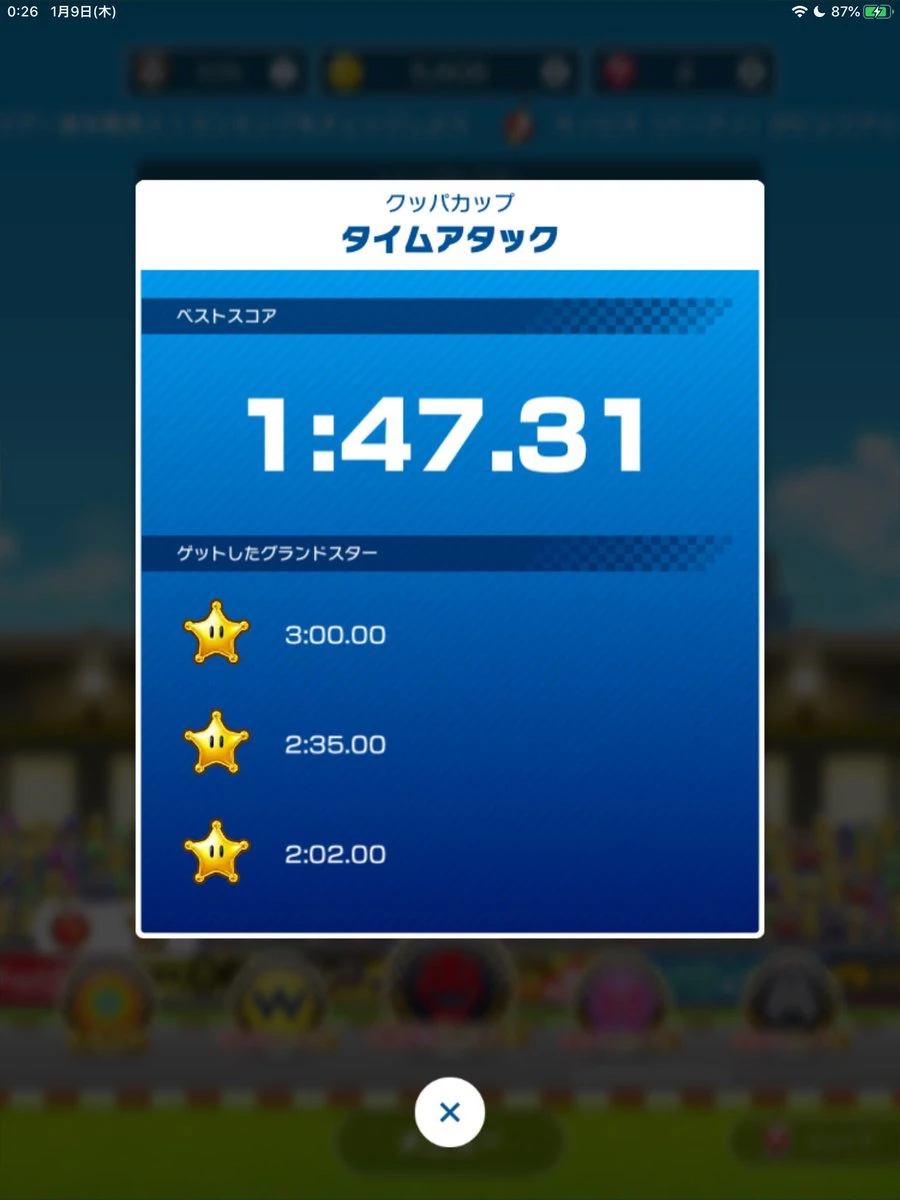 0:26 1月9日(木)
87%
クッパカップ
タイムアタック
ベストスコア
1:47.31
ゲットしたグランドスター
3:00.00
2:35.00
2:02.00